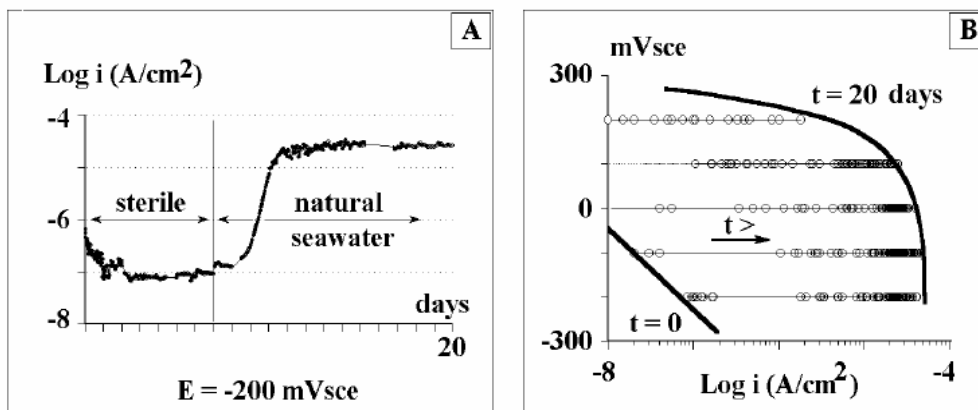 A
Log i (A/cm2)
-4
-6
-8
sterile
natural
seawater
days
20
E = -200 mVsce
B
mVsce
300
0
-300
t = 20 days
t >
t = 0
-8
2
-4
Log i (A/cm2)